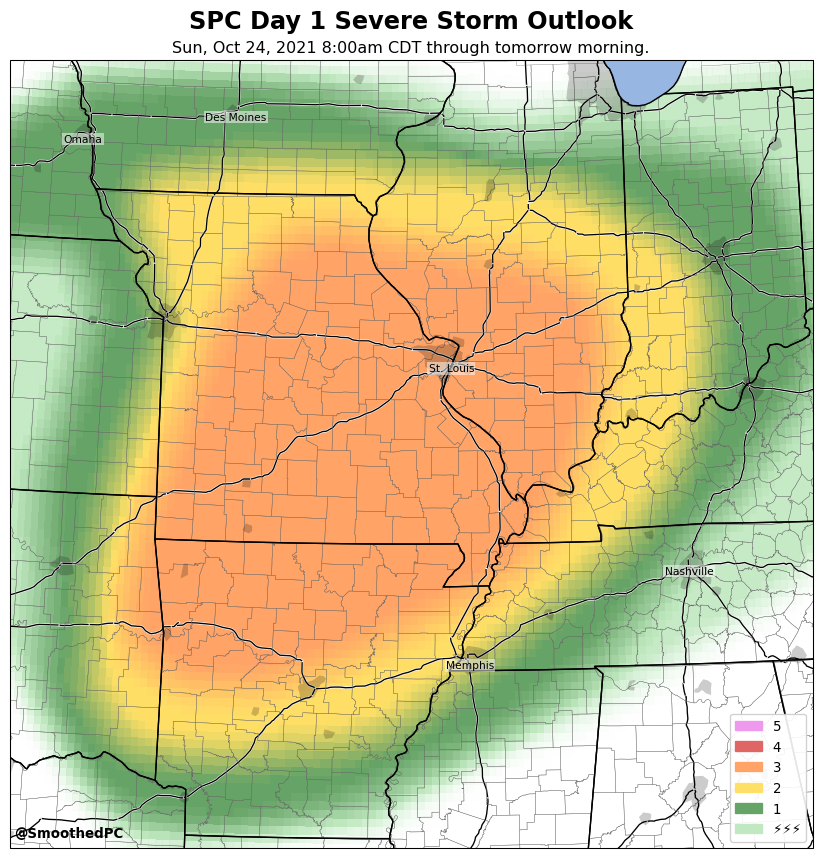 SPC Day 1 Severe Storm Outlook
Sun, Oct 24, 2021 8:00am CDT through tomorrow morning.
Des Moines
Omaha
St. Louis
Nashville
Memphis
5
4
3
2
1
⚡⚡⚡
@SmoothedPC